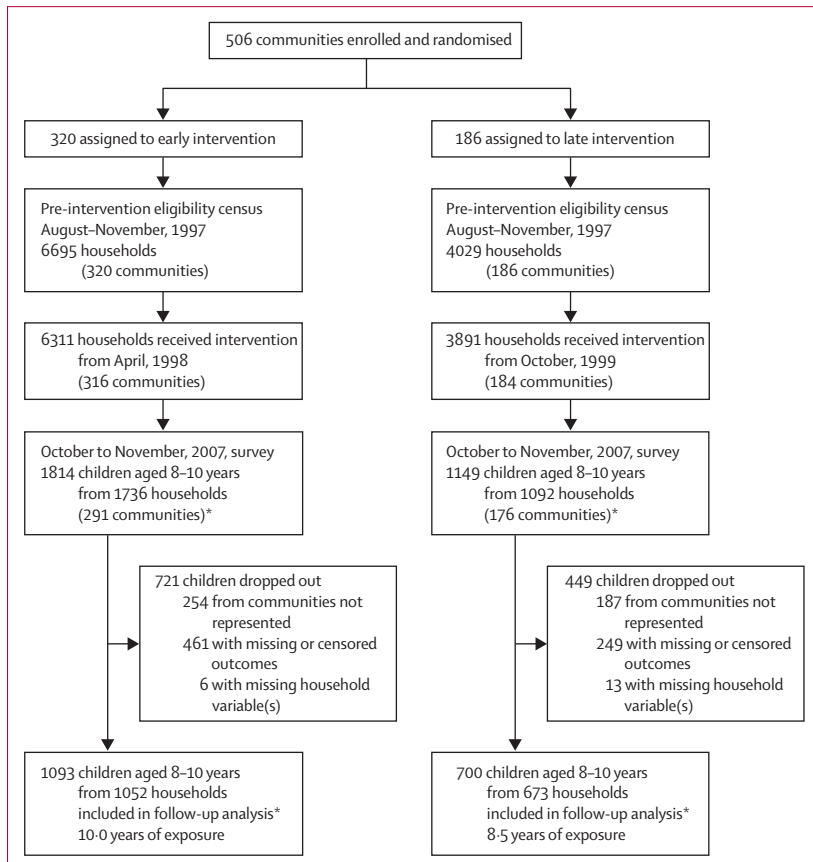 506 communities enrolled and randomised
320 assigned to early intervention
186 assigned to late intervention
Pre-intervention eligibility census
August–November, 1997
6695 households
(320 communities)
Pre-intervention eligibility census
August–November, 1997
4029 households
(186 communities)
6311 households received intervention
from April, 1998
(316 communities)
3891 households received intervention
from October, 1999
(184 communities)
October to November, 2007, survey
1814 children aged 8–10 years
from 1736 households
(291 communities)*
October to November, 2007, survey
1149 children aged 8–10 years
from 1092 households
(176 communities)*
721 children dropped out
254 from communities not
represented
461 with missing or censored
outcomes
6 with missing household
variable(s)
449 children dropped out
187 from communities not
represented
249 with missing or censored
outcomes
13 with missing household
variable(s)
1093 children aged 8–10 years
from 1052 households
included in follow-up analysis*
10·0 years of exposure
700 children aged 8–10 years
from 673 households
included in follow-up analysis*
8·5 years of exposure